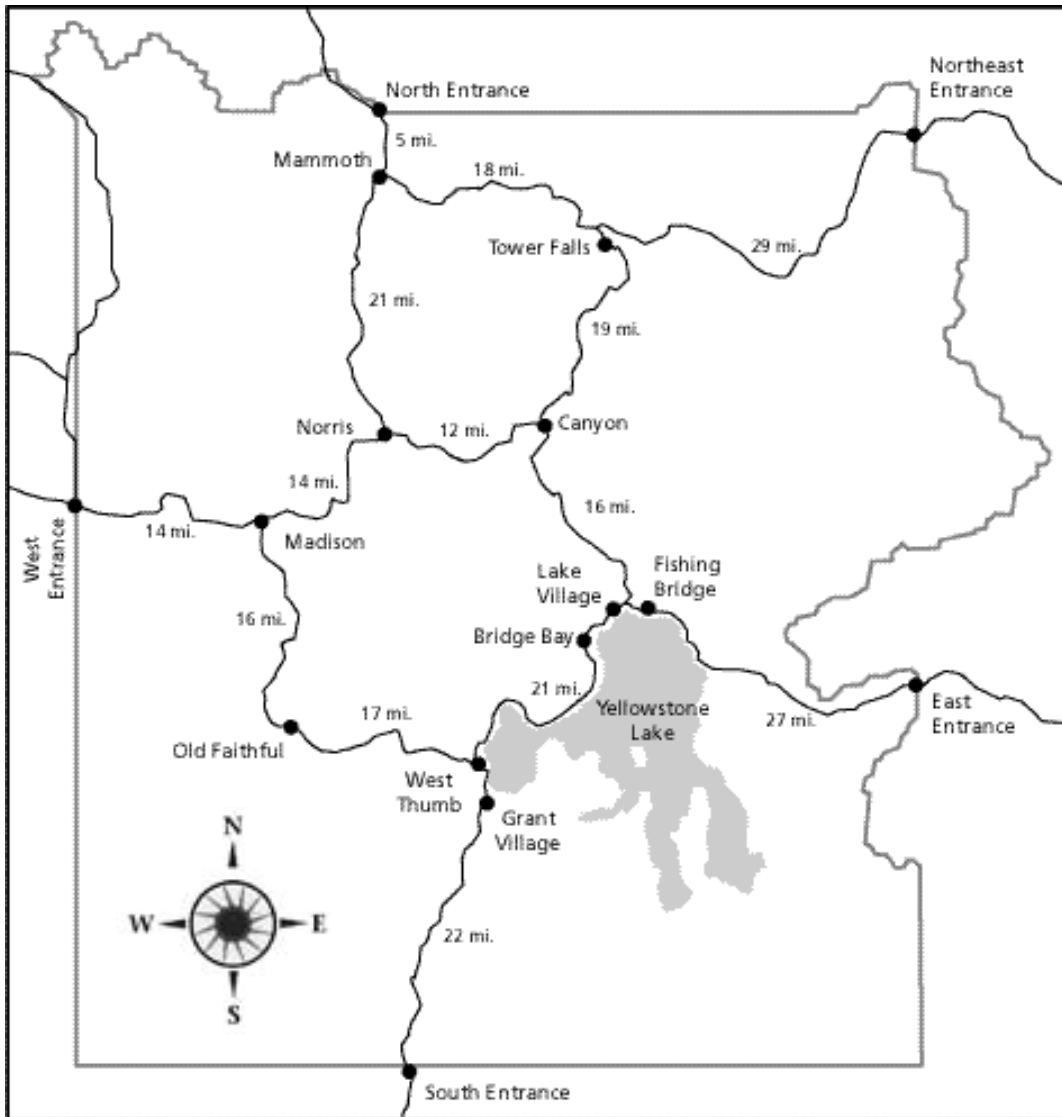 Northeast
Entrance
North Entrance
5 mi.
Mammoth
18 mi.
Tower Falls
29 mi.
21 mi.
19 mi.
Norris
12 mi.
Canyon
14 mi.
16 mi.
West
Entrance
14 mi.
Madison
Lake
Village
Fishing
Bridge
16 mi.
Bridge Bay
21 mi.
17 mi.
Yellowstone
Lake
27 mi.
East
Entrance
Old Faithful
West
Thumb
Grant
Village
N
W
E
S
22 mi.
South Entrance